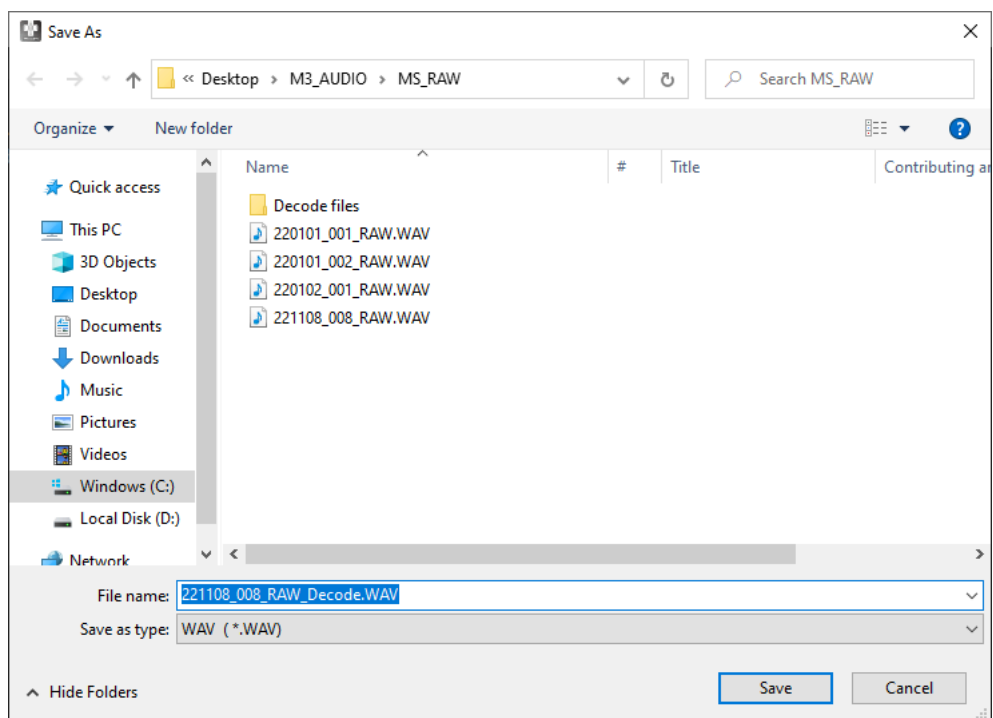 Save As
« Desktop › M3_AUDIO › MS_RAW
Search MS_RAW
Organize
New folder
Name
#
Title
Contributing ar
Quick access
This PC
3D Objects
Desktop
Documents
Downloads
Music
Pictures
Videos
Windows (C:)
Local Disk (D:)
Network
Decode files
220101_001_RAW.WAV
220101_002_RAW.WAV
220102_001_RAW.WAV
221108_008_RAW.WAV
File name: 221108_008_RAW_Decode.WAV
Save as type: WAV ( *.WAV)
Hide Folders
Save
Cancel